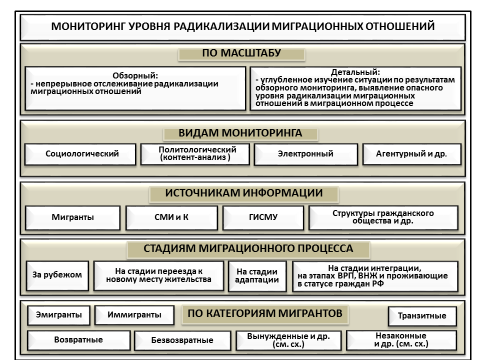 МОНИТОРИНГ УРОВНЯ РАДИКАЛИЗАЦИИ МИГРАЦИОННЫХ ОТНОШЕНИЙ
ПО МАСШТАБУ
Обзорный:
- непрерывное отслеживание радикализации
миграционных отношений
Детальный:
- углубленное изучение ситуации по результатам
обзорного мониторинга, выявление опасного
уровня радикализации миграционных
отношений в миграционном процессе
ВИДАМ МОНИТОРИНГА
Социологический
Политологический
(контент-анализ )
Электронный
Агентурный и др.
ИСТОЧНИКАМ ИНФОРМАЦИИ
Мигранты
СМИ и К
ГИСМУ
Структуры гражданского
общества и др.
СТАДИЯМ МИГРАЦИОННОГО ПРОЦЕССА
За рубежом
На стадии переезда к
новому месту жительства
На стадии
адаптации
На стадии интеграции,
на этапах ВРП, ВНЖ и проживающие
в статусе граждан РФ
Эмигранты
Иммигранты
ПО КАТЕГОРИЯМ МИГРАНТОВ
Транзитные
Возвратные
Безвозвратные
Вынужденные и др.
(см. сх.)
Незаконные
и др. (см. сх.)